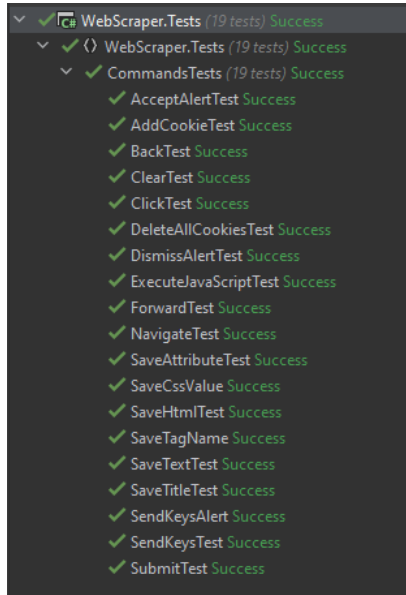 C# WebScraper.Tests (19 tests) Success
WebScraper.Tests (19 tests) Success
CommandsTests (19 tests) Success
AcceptAlertTest Success
AddCookieTest Success
BackTest Success
ClearTest Success
ClickTest Success
DeleteAllCookiesTest Success
DismissAlertTest Success
ExecuteJavaScriptTest Success
ForwardTest Success
NavigateTest Success
SaveAttributeTest Success
SaveCssValue Success
SaveHtmlTest Success
SaveTagName Success
SaveTextTest Success
SaveTitleTest Success
SendKeysAlert Success
SendKeysTest Success
SubmitTest Success